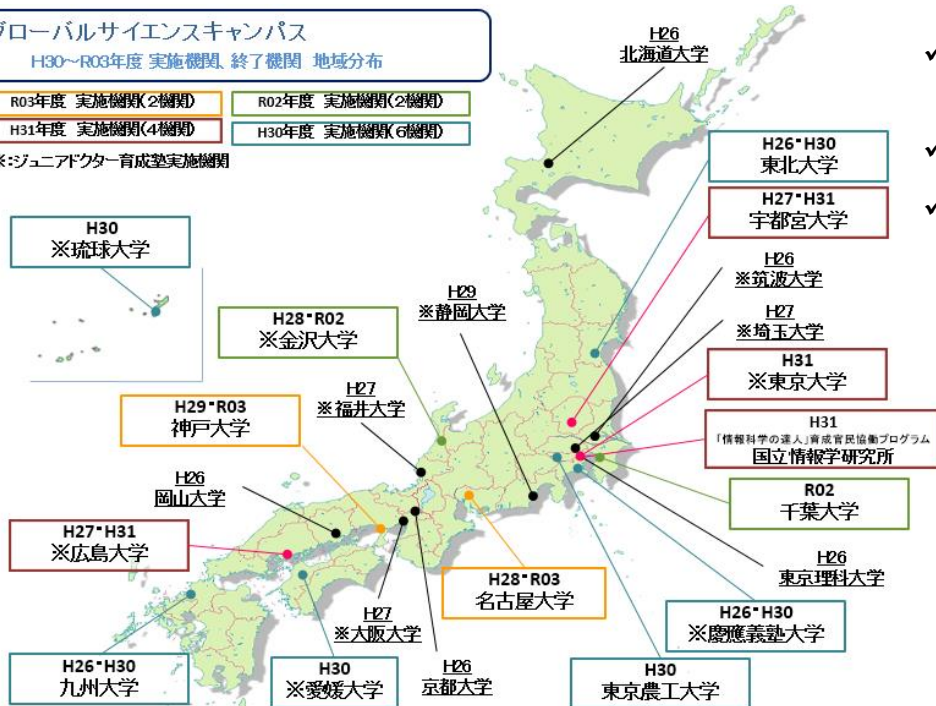 グローバルサイエンスキャンパス
H30～R03年度 実施機関、終了機関 地域分布
R03年度 実施機関(2機関)
R02年度 実施機関(2機関)
H31年度 実施機関(4機関)
H30年度 実施機関(6機関)
※:ジュニアドクター育成塾実施機関
H26
北海道大学
H26・H30
東北大学
H27・H31
宇都宮大学
H30
※琉球大学
H26
※筑波大学
H29
※静岡大学
H27
※埼玉大学
H28・R02
※金沢大学
H31
※東京大学
H27
※福井大学
H29・R03
神戸大学
H31
「情報科学の達人」育成官民協働プログラム
国立情報学研究所
H26
岡山大学
R02
千葉大学
H27・H31
※広島大学
H26
東京理科大学
H28・R03
名古屋大学
H27
※大阪大学
H26・H30
※慶應義塾大学
H26・H30
九州大学
H30
※愛媛大学
H26
京都大学
H30
東京農工大学